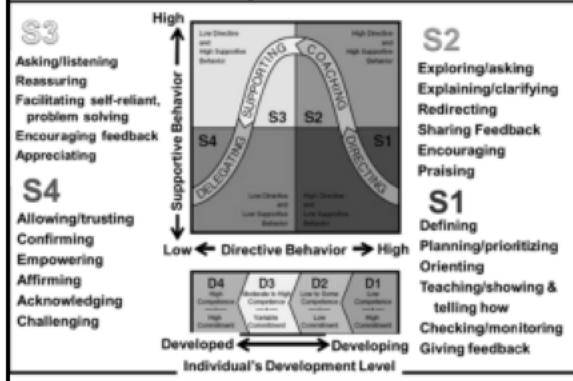 S3
Asking/listening
Reassuring
Facilitating self-reliant,
problem solving
Encouraging feedback
Appreciating
S4
Allowing/trusting
Confirming
Empowering
Affirming
Acknowledging
Challenging
High
Supportive Behavior
Low Directive
and
High Supportive
Behavior
High Directive
and
High Supportive
Behavior
SUPPORTING
COACHING
S3
S2
S4
S1
DELEGATING
DIRECTING
Low Directive
and
Low Supportive
Behavior
High Directive
and
Low Supportive
Behavior
Low
Directive Behavior
High
D4
High
Competence
High
Commitment
D3
Moderate to High
Competence
Variable
Commitment
D2
Low to Some
Competence
Low
Commitment
D1
Low
Competence
High
Commitment
Developed
Developing
Individual's Development Level
S2
Exploring/asking
Explaining/clarifying
Redirecting
Sharing Feedback
Encouraging
Praising
S1
Defining
Planning/prioritizing
Orienting
Teaching/showing &
telling how
Checking/monitoring
Giving feedback